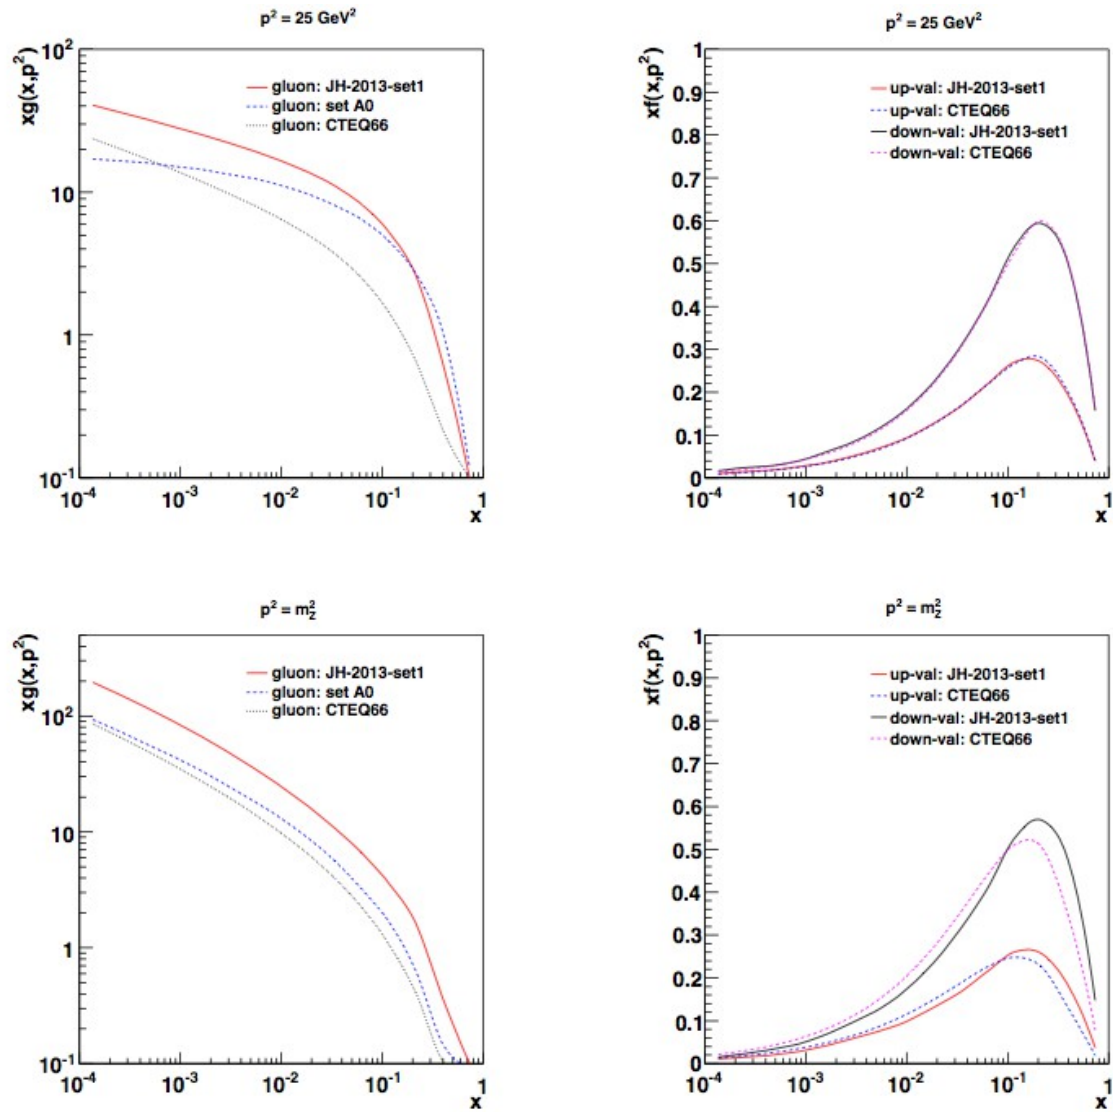 p² = 25 GeV²
xg(x,p²)
10²
10
1
10⁻¹
gluon: JH-2013-set1
gluon: set A0
gluon: CTEQ66
10⁻⁴ 10⁻³ 10⁻² 10⁻¹ 1
x
p² = 25 GeV²
xf(x,p²)
1
0.9
0.8
0.7
0.6
0.5
0.4
0.3
0.2
0.1
0
up-val: JH-2013-set1
up-val: CTEQ66
down-val: JH-2013-set1
down-val: CTEQ66
10⁻⁴ 10⁻³ 10⁻² 10⁻¹ 1
x
p² = m_Z²
xg(x,p²)
10²
10
1
10⁻¹
gluon: JH-2013-set1
gluon: set A0
gluon: CTEQ66
10⁻⁴ 10⁻³ 10⁻² 10⁻¹ 1
x
p² = m_Z²
xf(x,p²)
1
0.9
0.8
0.7
0.6
0.5
0.4
0.3
0.2
0.1
0
up-val: JH-2013-set1
up-val: CTEQ66
down-val: JH-2013-set1
down-val: CTEQ66
10⁻⁴ 10⁻³ 10⁻² 10⁻¹ 1
x